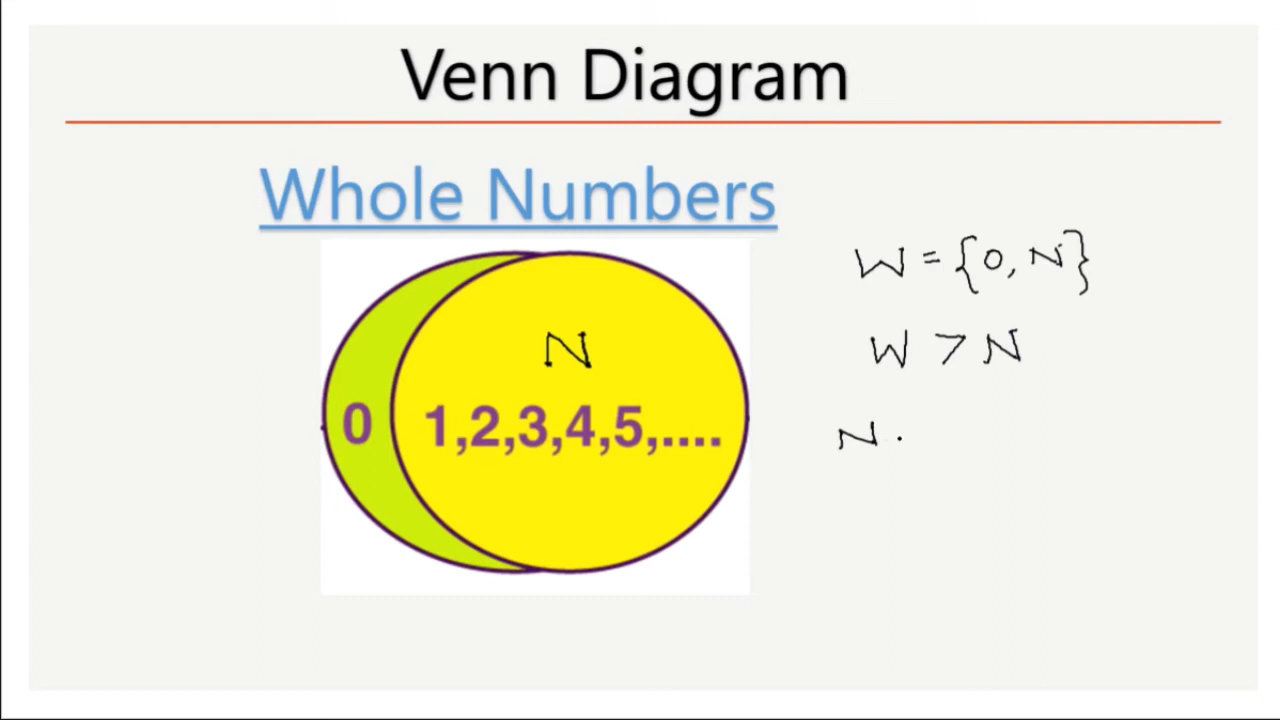 Venn Diagram
Whole Numbers
W = {0, N}
N
W > N
0 1,2,3,4,5,....
N .